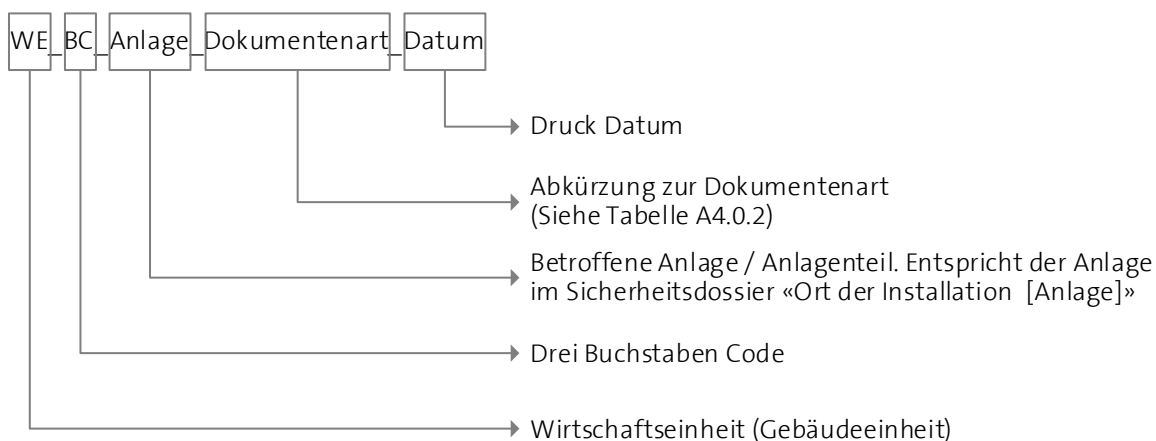 WE_BC_Anlage_Dokumentenart_Datum
Druck Datum
Abkürzung zur Dokumentenart
(Siehe Tabelle A4.0.2)
Betroffene Anlage / Anlagenteil. Entspricht der Anlage
im Sicherheitsdossier «Ort der Installation [Anlage]»
Drei Buchstaben Code
Wirtschaftseinheit (Gebäudeeinheit)